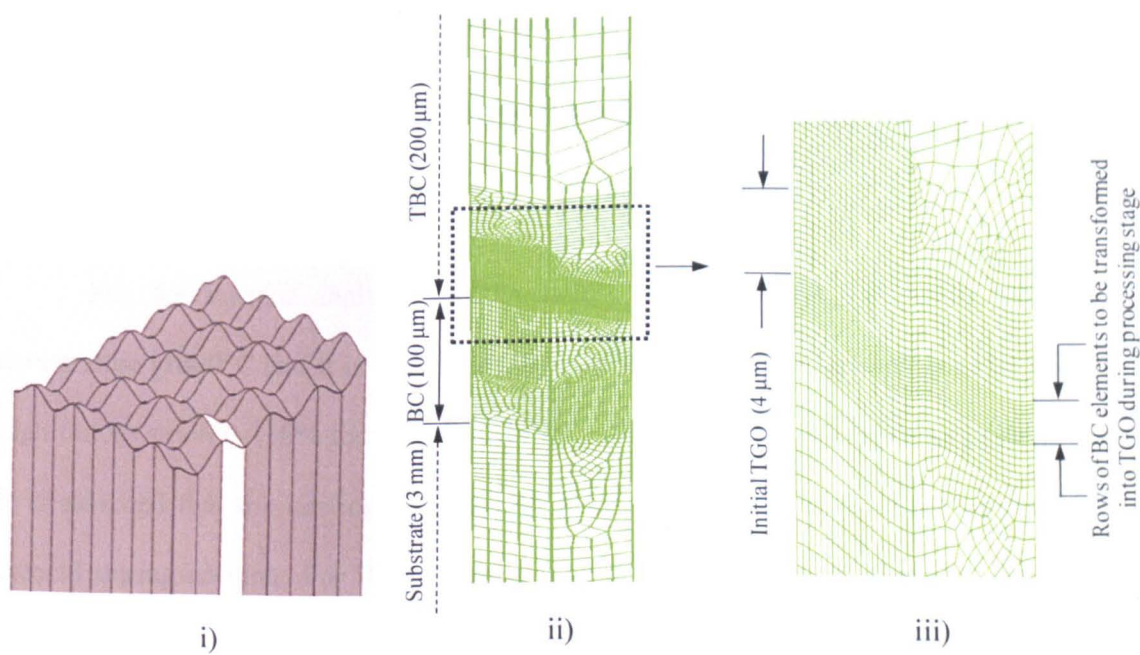 TBC (200 μm)
BC (100 μm)
Substrate (3 mm)
Initial TGO (4 μm)
Rows of BC elements to be transformed
into TGO during processing stage
i)
ii)
iii)